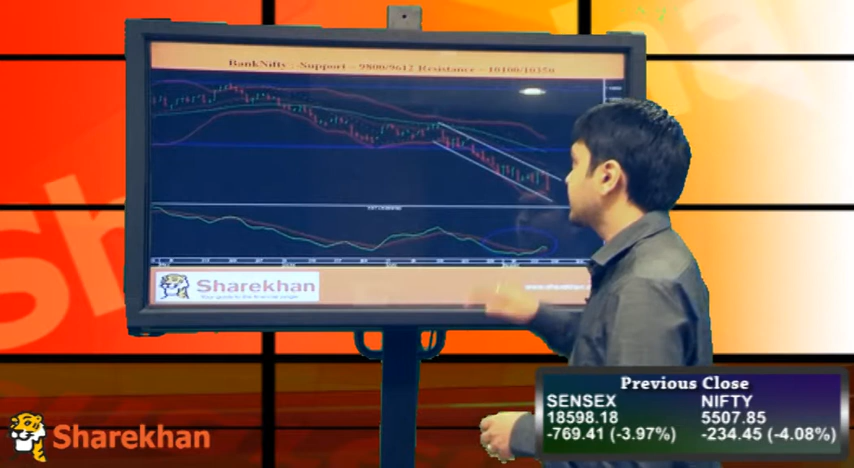 BankNifty : Support - 9800/9612 Resistance - 10100/10350
Sharekhan
Your guide to the financial jungle
www.sharekhan
Previous Close
SENSEX NIFTY
18598.18 5507.85
-769.41 (-3.97%) -234.45 (-4.08%)
Sharekhan